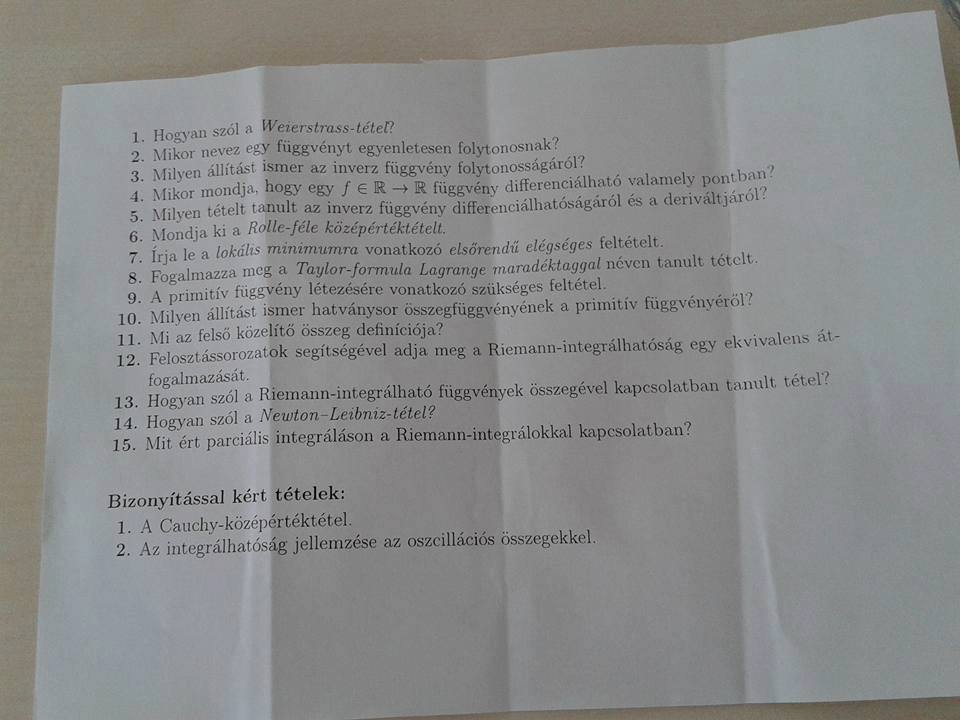 1. Hogyan szól a Weierstrass-tétel?
2. Mikor nevez egy függvényt egyenletesen folytonosnak?
3. Milyen állítást ismer az inverz függvény folytonosságáról?
4. Mikor mondja, hogy egy f ∈ ℝ → ℝ függvény differenciálható valamely pontban?
5. Milyen tételt tanult az inverz függvény differenciálhatóságáról és a deriváltjáról?
6. Mondja ki a Rolle-féle középértéktételt.
7. Írja le a lokális minimumra vonatkozó elsőrendű elégséges feltételt.
8. Fogalmazza meg a Taylor-formula Lagrange maradéktaggal néven tanult tételt.
9. A primitív függvény létezésére vonatkozó szükséges feltétel.
10. Milyen állítást ismer hatványsor összegfüggvényének a primitív függvényéről?
11. Mi az felső közelítő összeg definíciója?
12. Felosztássorozatok segítségével adja meg a Riemann-integrálhatóság egy ekvivalens át-
fogalmazását.
13. Hogyan szól a Riemann-integrálható függvények összegével kapcsolatban tanult tétel?
14. Hogyan szól a Newton–Leibniz-tétel?
15. Mit ért parciális integráláson a Riemann-integrálokkal kapcsolatban?
Bizonyítással kért tételek:
1. A Cauchy-középértéktétel.
2. Az integrálhatóság jellemzése az oszcillációs összegekkel.